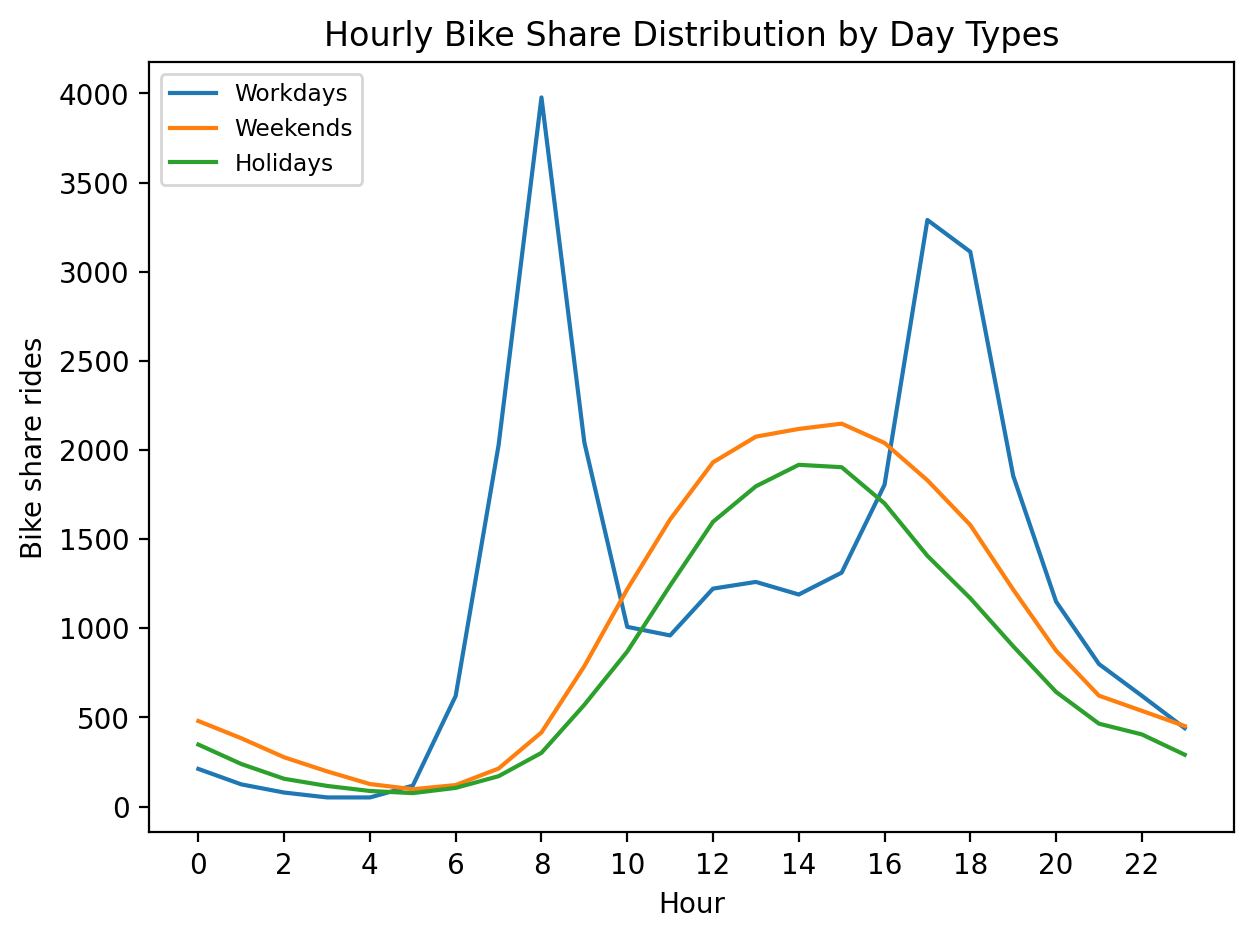 Hourly Bike Share Distribution by Day Types
Workdays
Weekends
Holidays
4000
3500
3000
2500
2000
1500
1000
500
0
Bike share rides
0 2 4 6 8 10 12 14 16 18 20 22
Hour